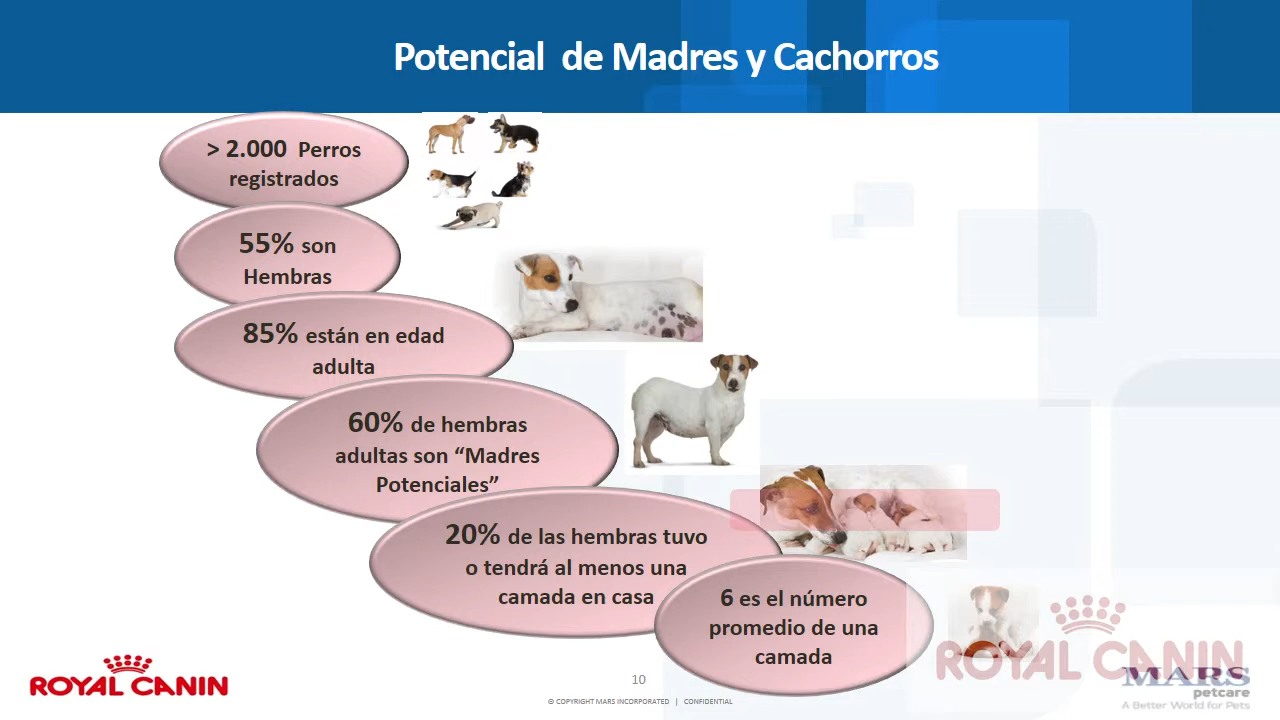 Potencial de Madres y Cachorros
> 2.000 Perros
registrados
55% son
Hembras
85% están en edad
adulta
60% de hembras
adultas son “Madres
Potenciales”
20% de las hembras tuvo
o tendrá al menos una
camada en casa
6 es el número
promedio de una
camada
ROYAL CANIN
10
© COPYRIGHT MARS INCORPORATED | CONFIDENTIAL
ROYAL CANIN
MARS
petcare
A Better World for Pets